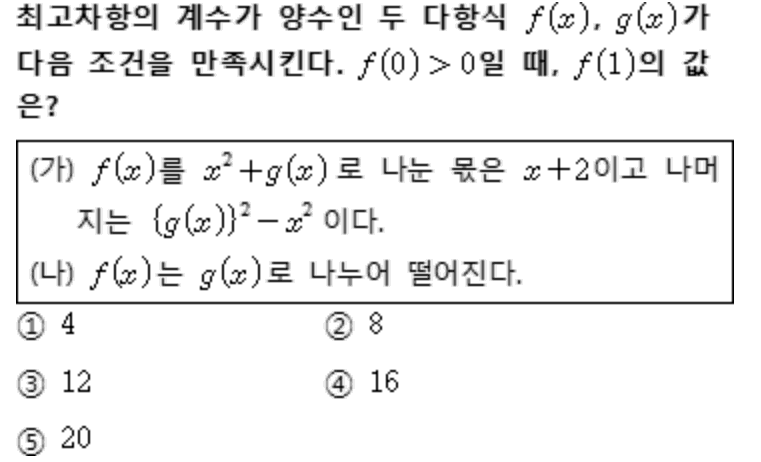 최고차항의 계수가 양수인 두 다항식 f(x), g(x)가
다음 조건을 만족시킨다. f(0) > 0일 때, f(1)의 값
은?
(가) f(x)를 x²+g(x)로 나눈 몫은 x+2이고 나머
지는 {g(x)}²−x²이다.
(나) f(x)는 g(x)로 나누어 떨어진다.
① 4 ② 8
③ 12 ④ 16
⑤ 20